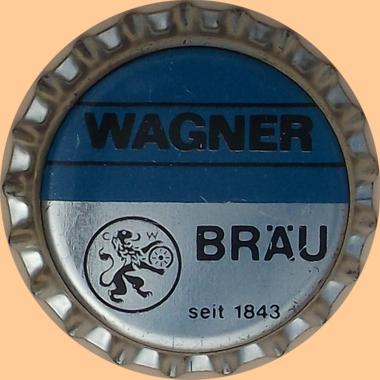 WAGNER
C W
BRÄU
seit 1843